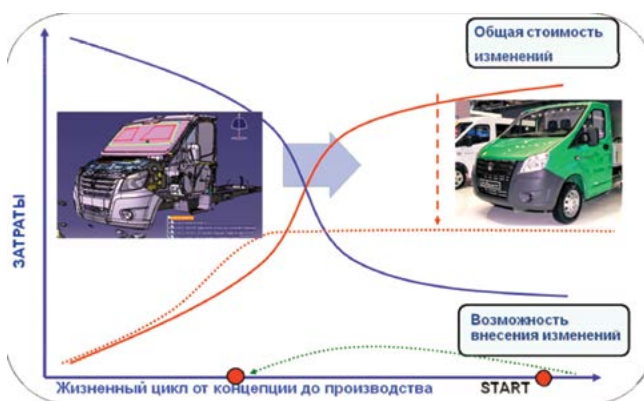 Общая стоимость
изменений
ЗАТРАТЫ
Возможность
внесения изменений
Жизненный цикл от концепции до производства
START